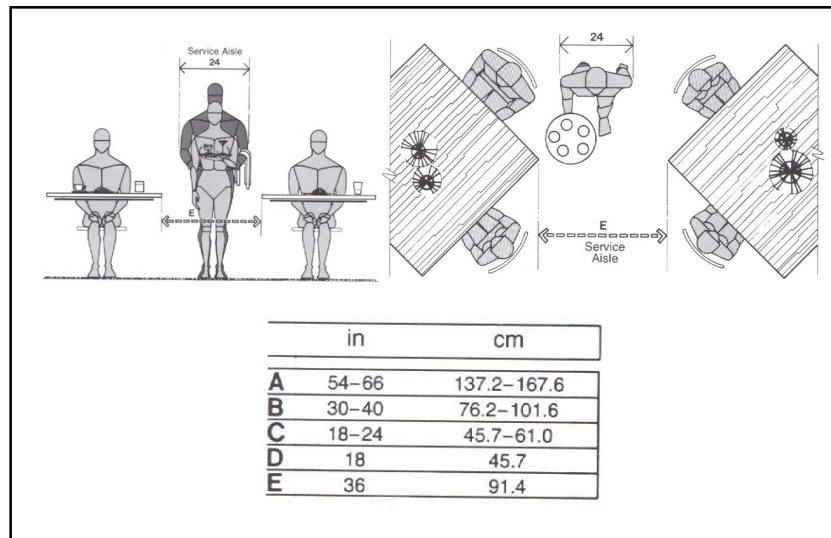 Service Aisle
24
24
E
E
Service
Aisle
in cm
A 54–66 137.2–167.6
B 30–40 76.2–101.6
C 18–24 45.7–61.0
D 18 45.7
E 36 91.4